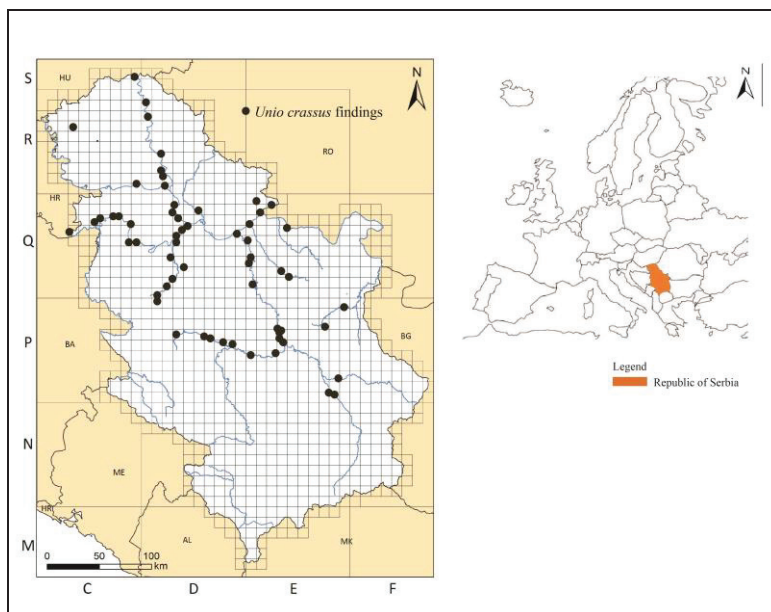 S
R
Q
P
N
M
C
D
E
F
HU
RO
HR
BA
BG
ME
HR
AL
MK
N
Unio crassus findings
0 50 100
km
N
Legend
Republic of Serbia